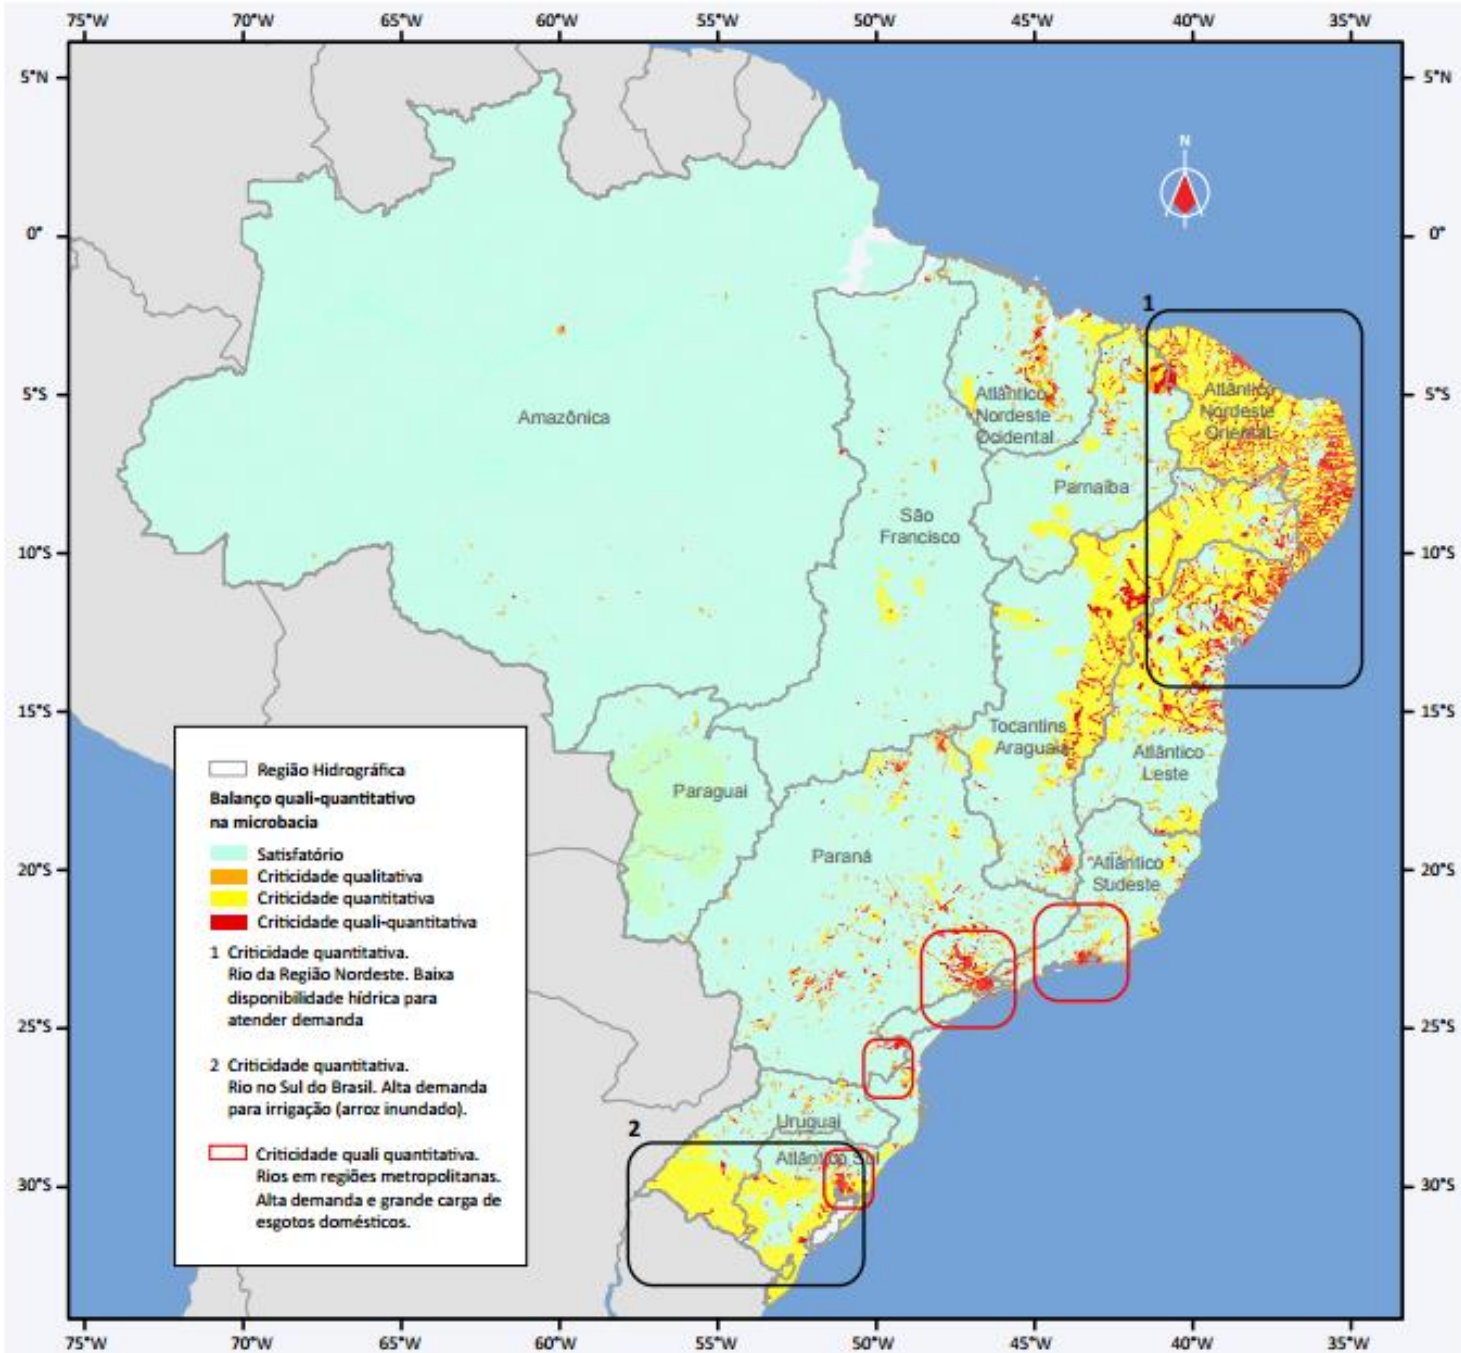 75°W 70°W 65°W 60°W 55°W 50°W 45°W 40°W 35°W
5°N 5°N
N
0° 0°
1
5°S 5°S
Amazônica
Atlântico
Nordeste
Ocidental
Atlântico
Nordeste
Oriental
Parnaíba
São
Francisco
10°S 10°S
15°S 15°S
Tocantins
Araguaia
Atlântico
Leste
Paraguai
Paraná
Atlântico
Sudeste
20°S 20°S
25°S 25°S
Uruguai
2
Atlântico Sul
30°S 30°S
Região Hidrográfica
Balanço quali-quantitativo
na microbacia
Satisfatório
Criticidade qualitativa
Criticidade quantitativa
Criticidade quali-quantitativa
1 Criticidade quantitativa.
Rio da Região Nordeste. Baixa
disponibilidade hídrica para
atender demanda
2 Criticidade quantitativa.
Rio no Sul do Brasil. Alta demanda
para irrigação (arroz inundado).
Criticidade quali quantitativa.
Rios em regiões metropolitanas.
Alta demanda e grande carga de
esgotos domésticos.
75°W 70°W 65°W 60°W 55°W 50°W 45°W 40°W 35°W